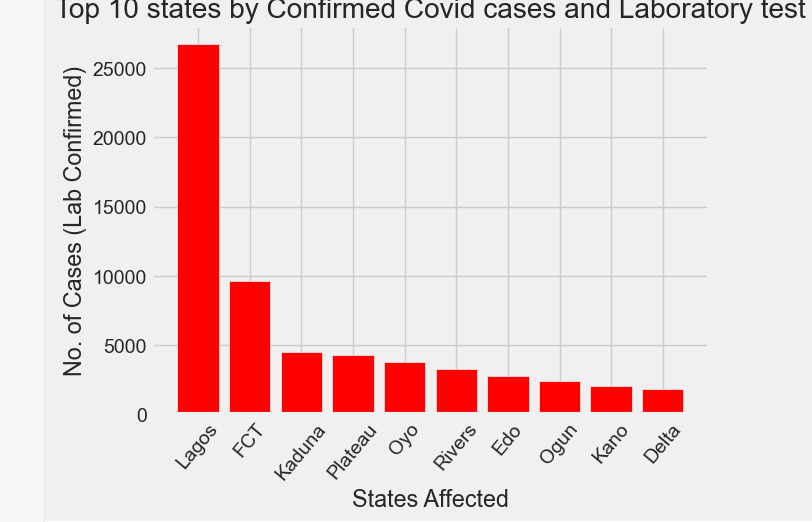 Top 10 states by Confirmed Covid cases and Laboratory test
No. of Cases (Lab Confirmed)
25000
20000
15000
10000
5000
0
Lagos
FCT
Kaduna
Plateau
Oyo
Rivers
Edo
Ogun
Kano
Delta
States Affected